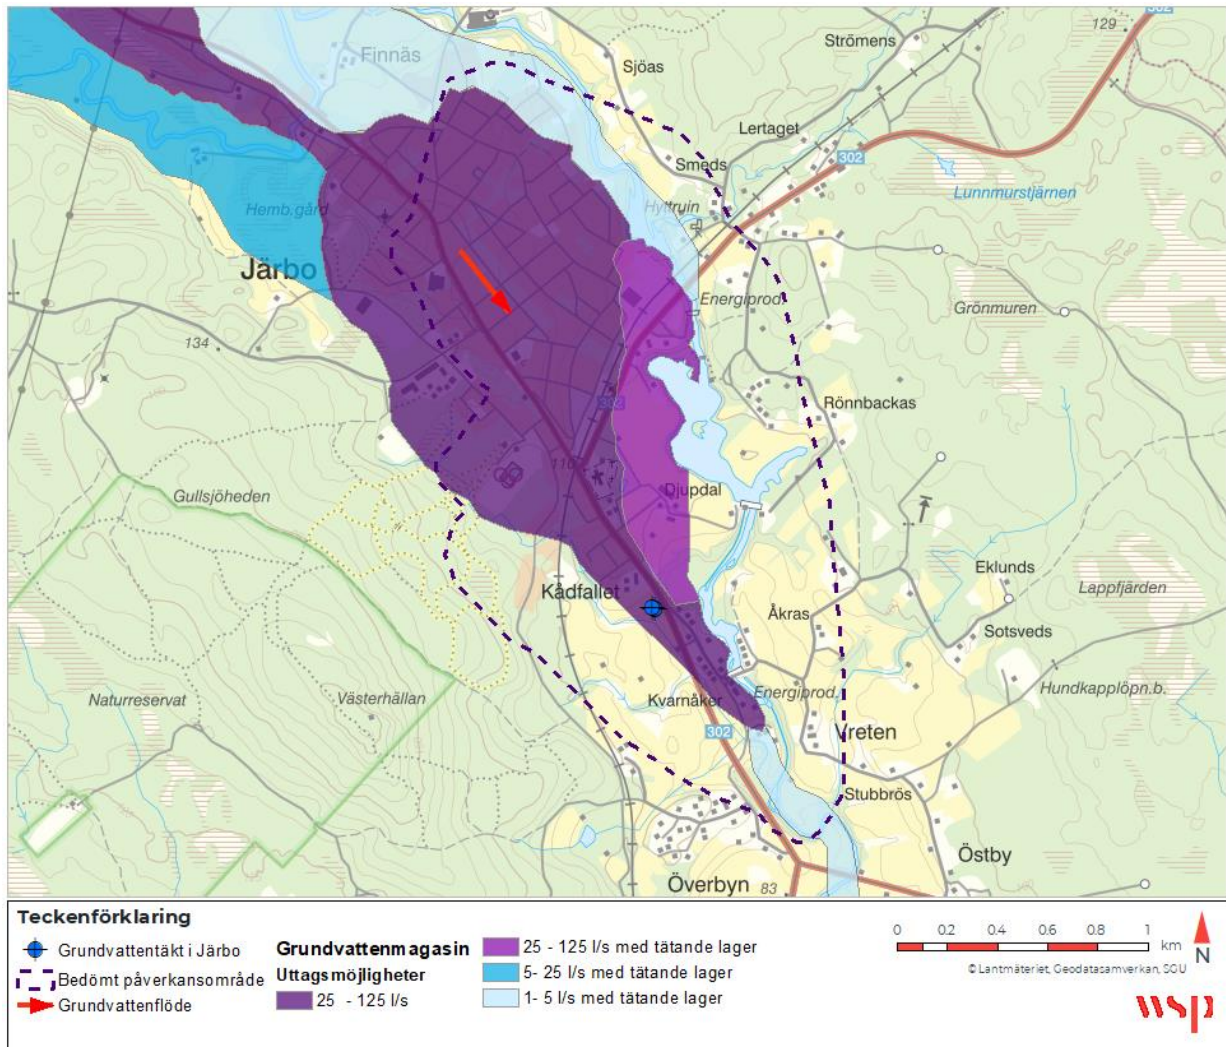 Finnäs
Strömens
129
302
Sjöas
Lertaget
302
Smeds
Lunnmurstjärnen
Hemb.gård
Hyttruin
Järbo
Energiprod.
Grönmuren
134
302
Rönnbackas
110
Gullsjöheden
Djupdal
Eklunds
Lappfjärden
Kådfallet
Åkras
Sotsveds
Naturreservat
Västerhällan
Kvarnåker
Energiprod.
Hundkapplöpn.b.
302
Vreten
Stubbrös
Östby
Överbyn
83
Teckenförklaring
Grundvattentäkt i Järbo
Bedömt påverkansområde
Grundvattenflöde
Grundvattenmagasin
Uttagsmöjligheter
25 - 125 l/s
25 - 125 l/s med tätande lager
5- 25 l/s med tätande lager
1- 5 l/s med tätande lager
0 0.2 0.4 0.6 0.8 1
km
N
© Lantmäteriet, Geodatasamverkan, SGU
wsp